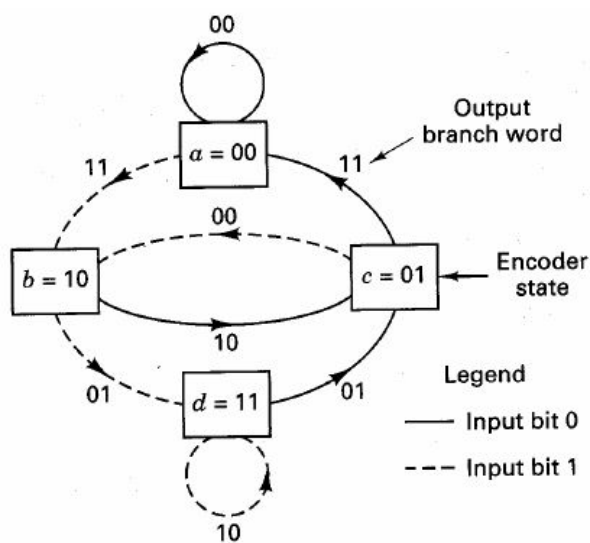 00
Output
branch word
a = 00
11
11
00
b = 10
c = 01
Encoder
state
10
Legend
01
d = 11
01
Input bit 0
Input bit 1
10